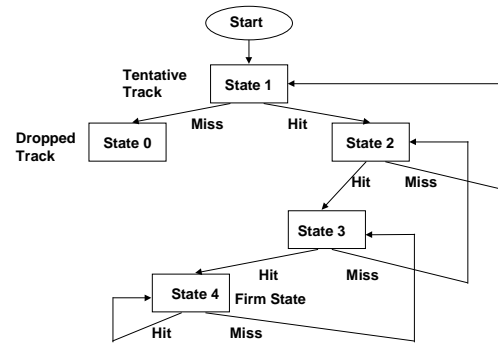 Start
Tentative
Track
State 1
Miss
Hit
Dropped
Track
State 0
State 2
Hit
Miss
State 3
Hit
Miss
State 4
Firm State
Hit
Miss